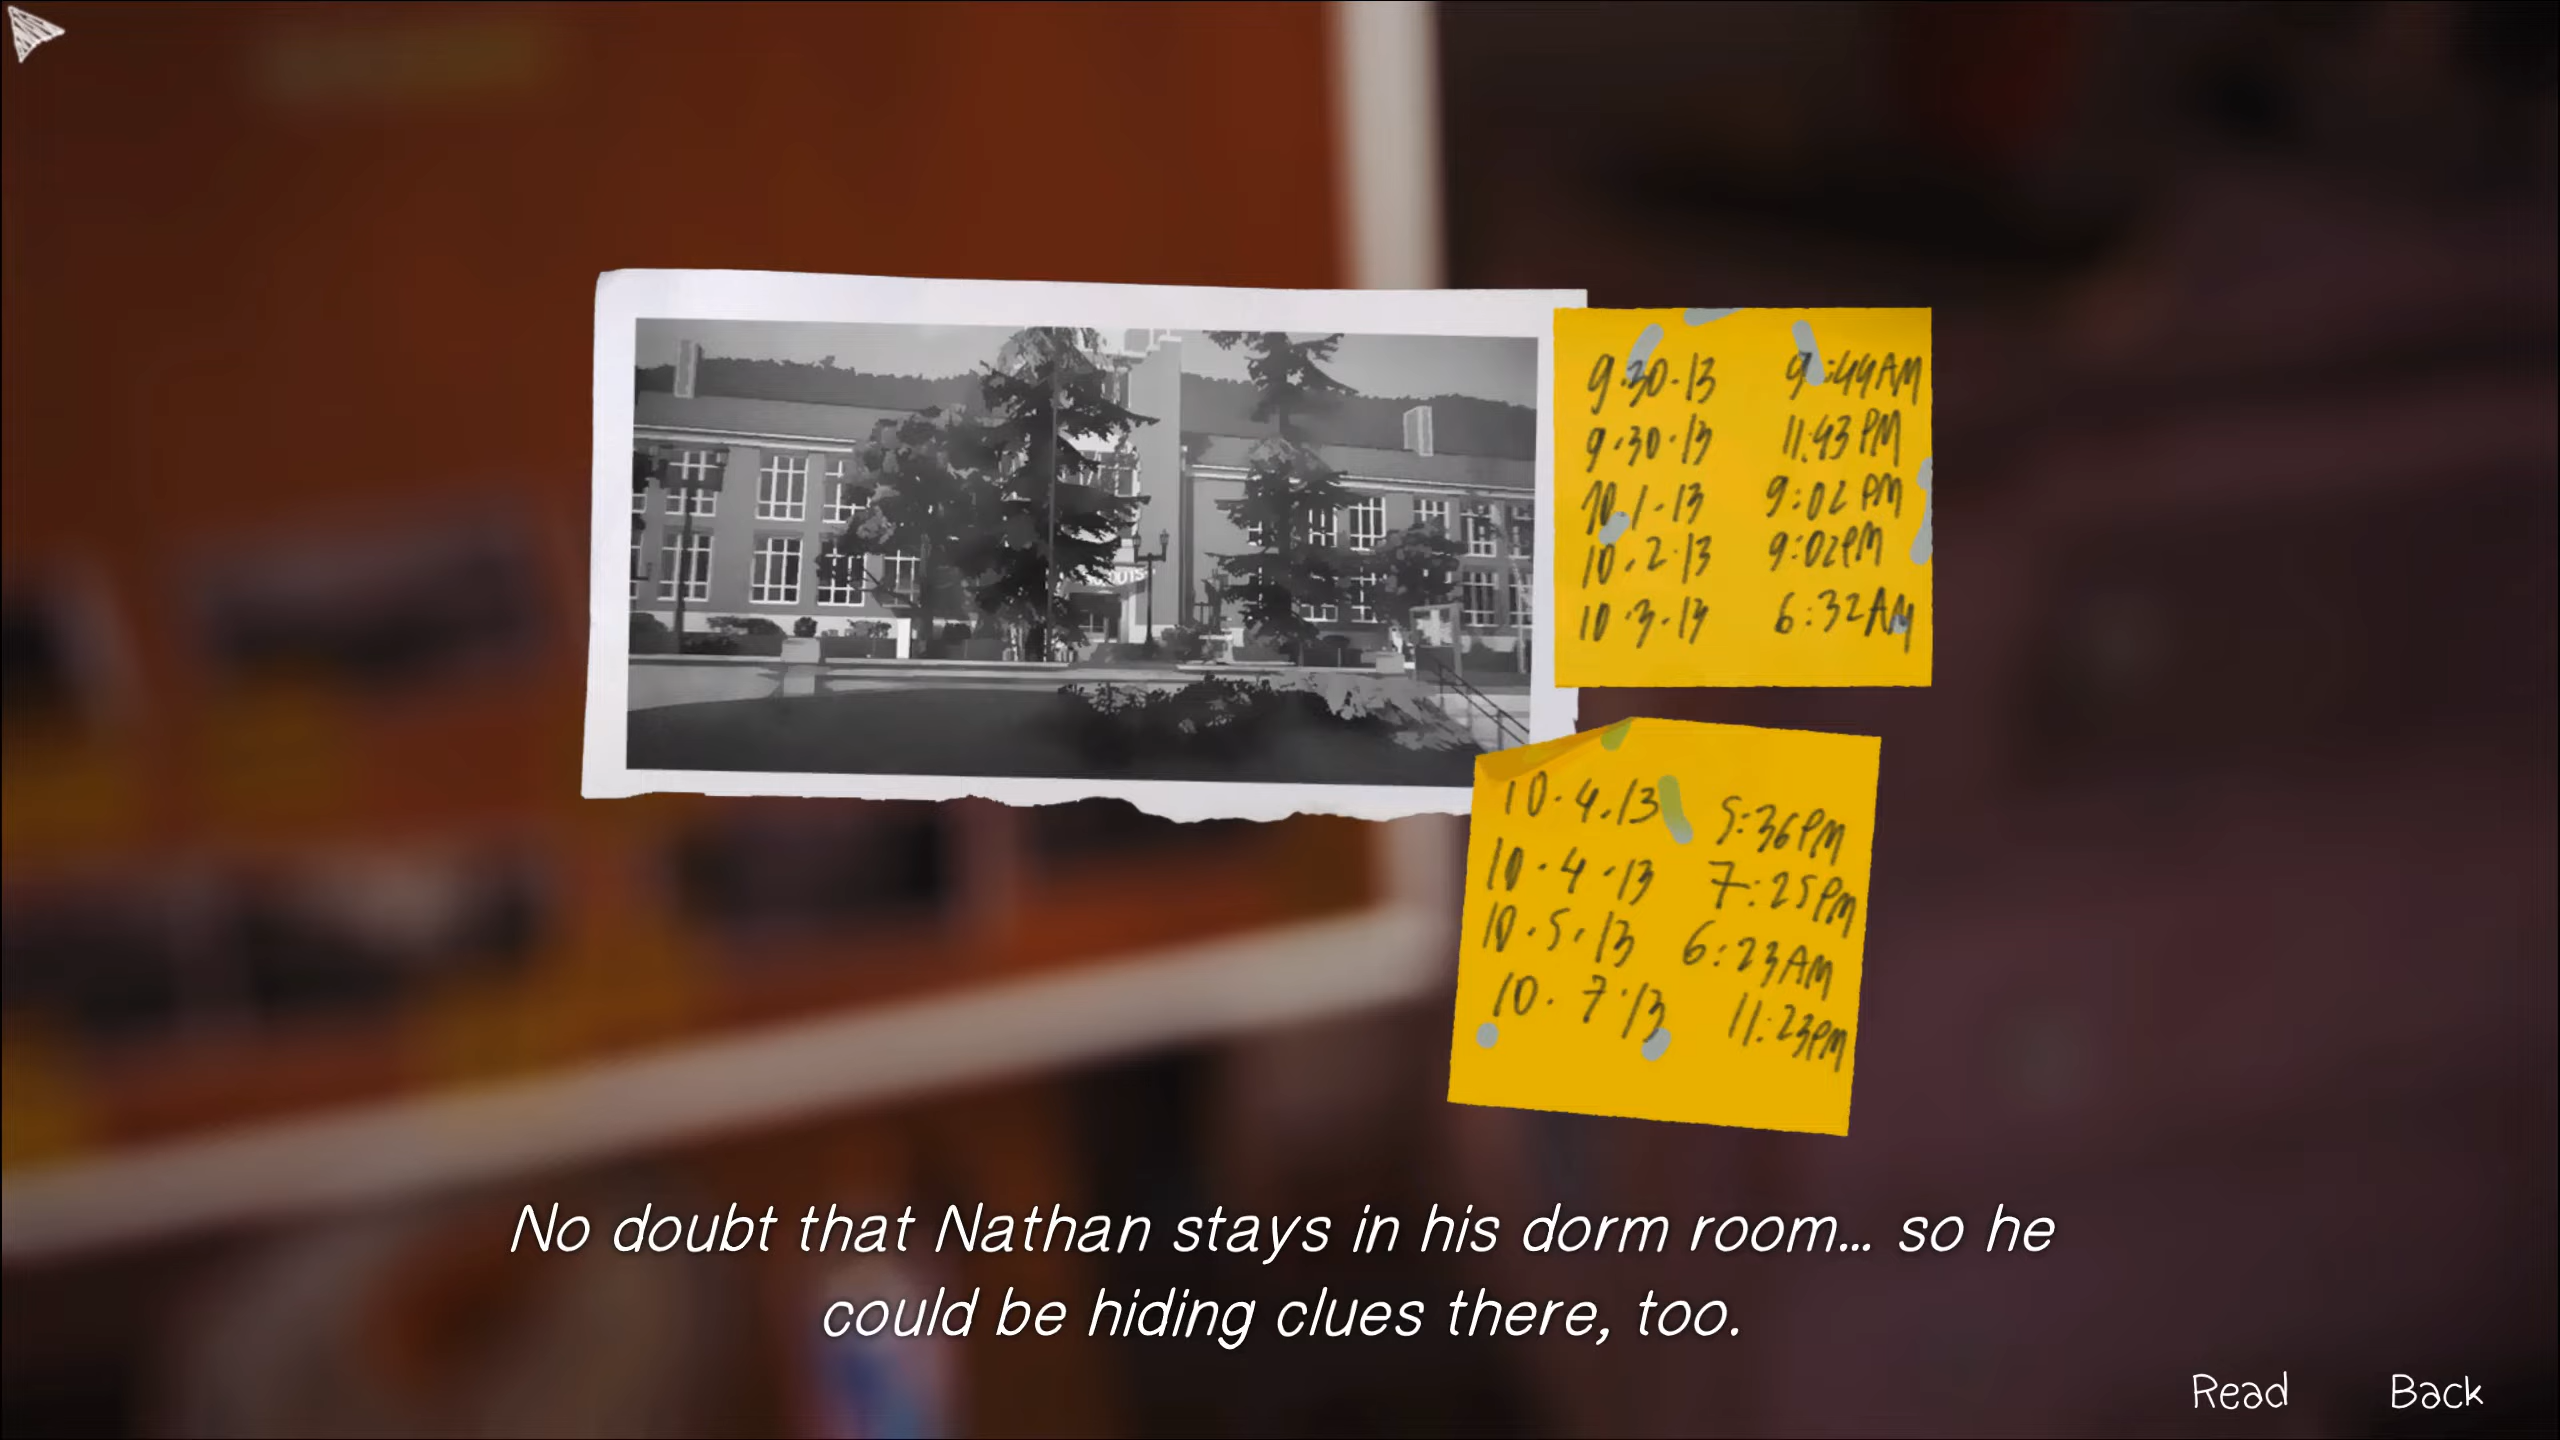 9.30.13 9:44AM
9.30.13 11:43PM
10.1.13 9:02PM
10.2.13 9:02PM
10.3.13 6:32AM
10.4.13 5:36PM
10.4.13 7:25PM
10.5.13 6:23AM
10.7.13 11:23PM
No doubt that Nathan stays in his dorm room... so he
could be hiding clues there, too.
Read Back